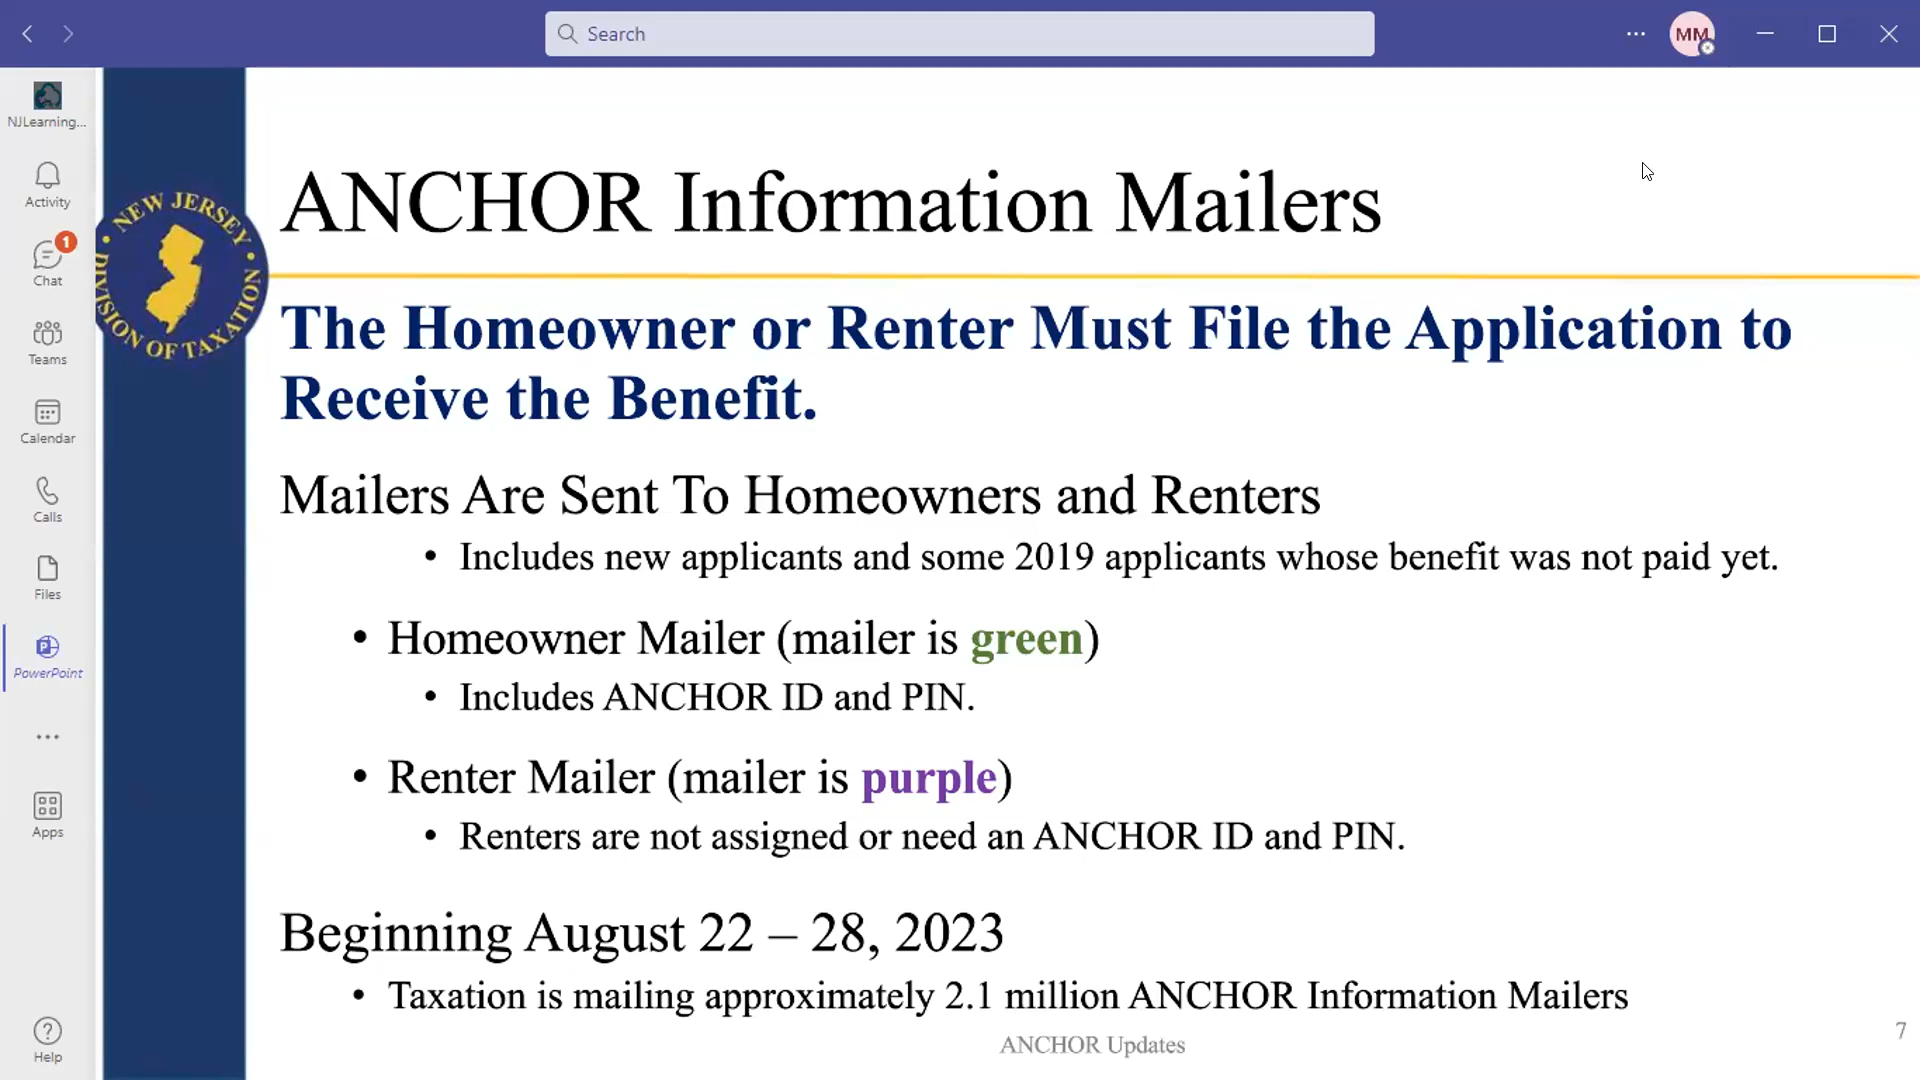 Search
MM
NJLearning...
Activity
1
Chat
Teams
Calendar
Calls
Files
PowerPoint
Apps
Help
NEW JERSEY
DIVISION OF TAXATION
ANCHOR Information Mailers
The Homeowner or Renter Must File the Application to
Receive the Benefit.
Mailers Are Sent To Homeowners and Renters
• Includes new applicants and some 2019 applicants whose benefit was not paid yet.
• Homeowner Mailer (mailer is green)
• Includes ANCHOR ID and PIN.
• Renter Mailer (mailer is purple)
• Renters are not assigned or need an ANCHOR ID and PIN.
Beginning August 22 – 28, 2023
• Taxation is mailing approximately 2.1 million ANCHOR Information Mailers
ANCHOR Updates
7